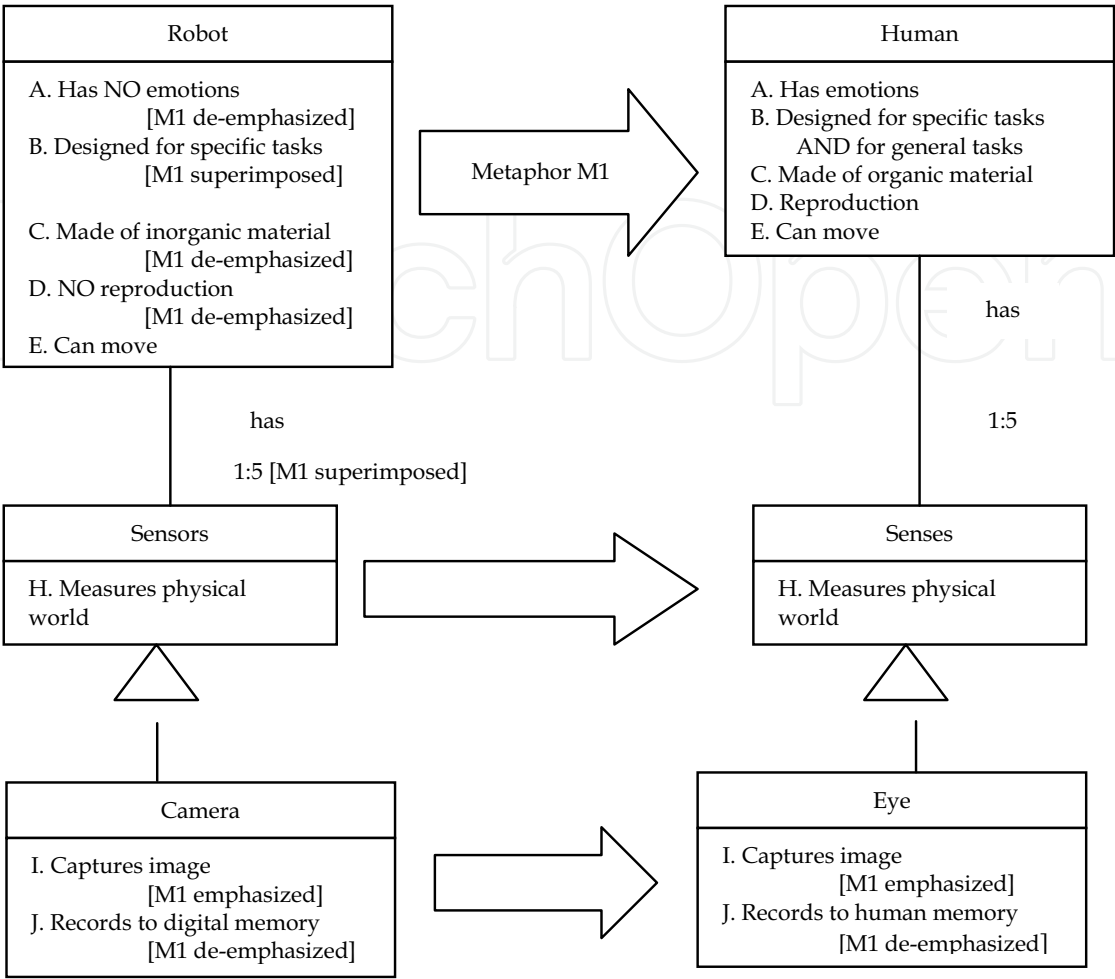 Robot
A. Has NO emotions
[M1 de-emphasized]
B. Designed for specific tasks
[M1 superimposed]
C. Made of inorganic material
[M1 de-emphasized]
D. NO reproduction
[M1 de-emphasized]
E. Can move
Metaphor M1
Human
A. Has emotions
B. Designed for specific tasks
AND for general tasks
C. Made of organic material
D. Reproduction
E. Can move
has
1:5 [M1 superimposed]
has
1:5
Sensors
H. Measures physical
world
Senses
H. Measures physical
world
Camera
I. Captures image
[M1 emphasized]
J. Records to digital memory
[M1 de-emphasized]
Eye
I. Captures image
[M1 emphasized]
J. Records to human memory
[M1 de-emphasized]